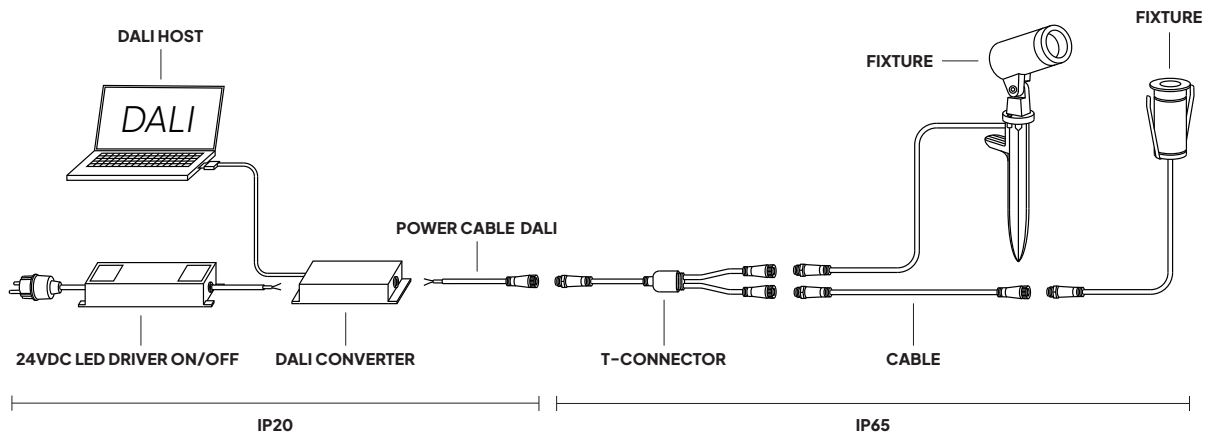 FIXTURE
DALI HOST
FIXTURE
DALI
POWER CABLE DALI
24VDC LED DRIVER ON/OFF
DALI CONVERTER
T-CONNECTOR
CABLE
IP20
IP65